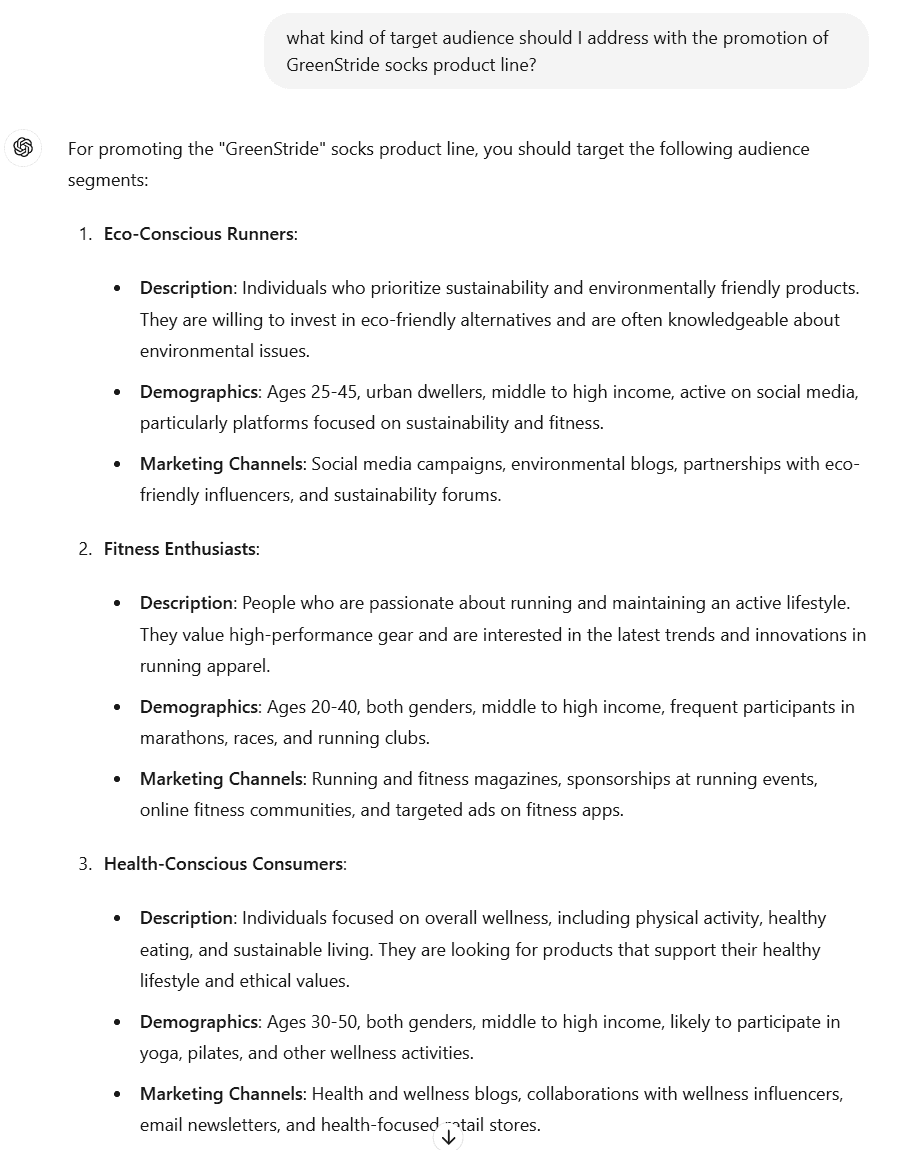 what kind of target audience should I address with the promotion of
GreenStride socks product line?
For promoting the "GreenStride" socks product line, you should target the following audience
segments:
1. Eco-Conscious Runners:
• Description: Individuals who prioritize sustainability and environmentally friendly products.
They are willing to invest in eco-friendly alternatives and are often knowledgeable about
environmental issues.
• Demographics: Ages 25-45, urban dwellers, middle to high income, active on social media,
particularly platforms focused on sustainability and fitness.
• Marketing Channels: Social media campaigns, environmental blogs, partnerships with eco-
friendly influencers, and sustainability forums.
2. Fitness Enthusiasts:
• Description: People who are passionate about running and maintaining an active lifestyle.
They value high-performance gear and are interested in the latest trends and innovations in
running apparel.
• Demographics: Ages 20-40, both genders, middle to high income, frequent participants in
marathons, races, and running clubs.
• Marketing Channels: Running and fitness magazines, sponsorships at running events,
online fitness communities, and targeted ads on fitness apps.
3. Health-Conscious Consumers:
• Description: Individuals focused on overall wellness, including physical activity, healthy
eating, and sustainable living. They are looking for products that support their healthy
lifestyle and ethical values.
• Demographics: Ages 30-50, both genders, middle to high income, likely to participate in
yoga, pilates, and other wellness activities.
• Marketing Channels: Health and wellness blogs, collaborations with wellness influencers,
email newsletters, and health-focused retail stores.